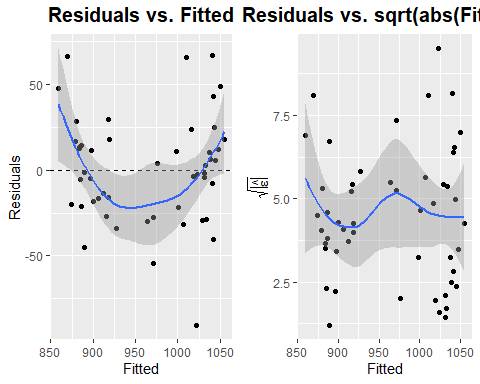 Residuals vs. Fitted
Residuals vs. sqrt(abs(Fit
50
0
-50
Residuals
850
900
950
1000
1050
Fitted
7.5
5.0
2.5
√|ε̂|
850
900
950
1000
1050
Fitted